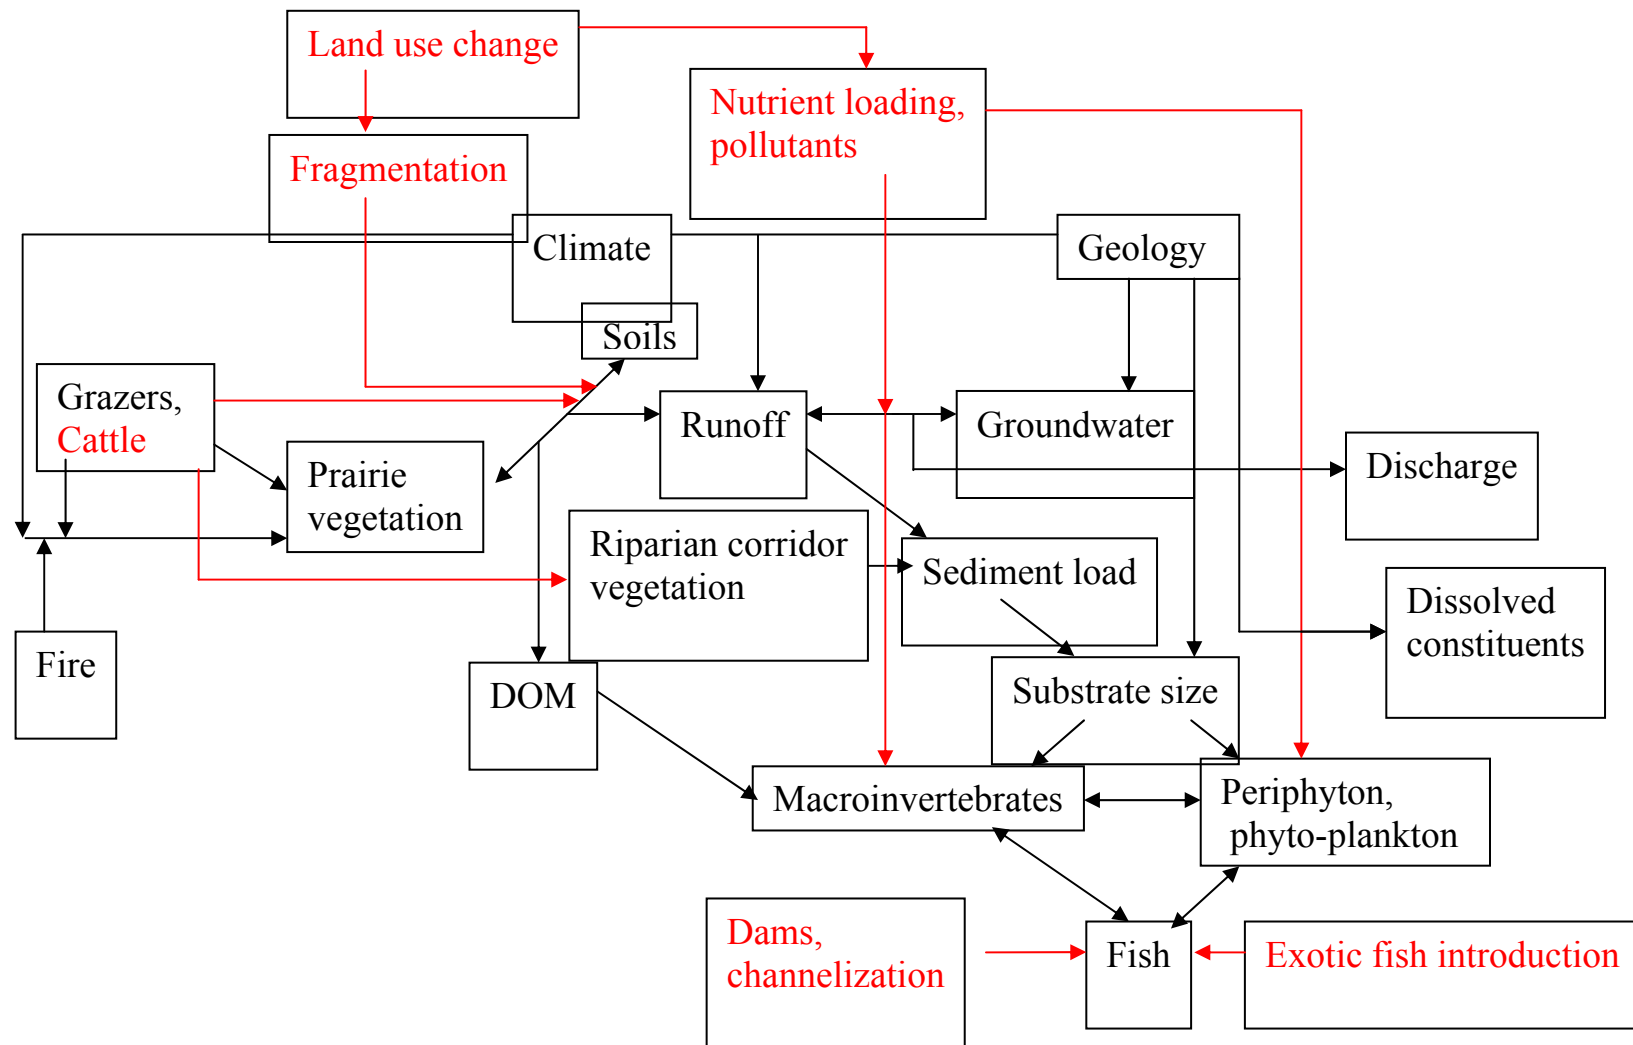 Land use change
Nutrient loading,
pollutants
Fragmentation
Climate
Geology
Soils
Grazers,
Cattle
Runoff
Groundwater
Prairie
vegetation
Discharge
Riparian corridor
vegetation
Sediment load
Dissolved
constituents
Fire
DOM
Substrate size
Macroinvertebrates
Periphyton,
phyto-plankton
Dams,
channelization
Fish
Exotic fish introduction